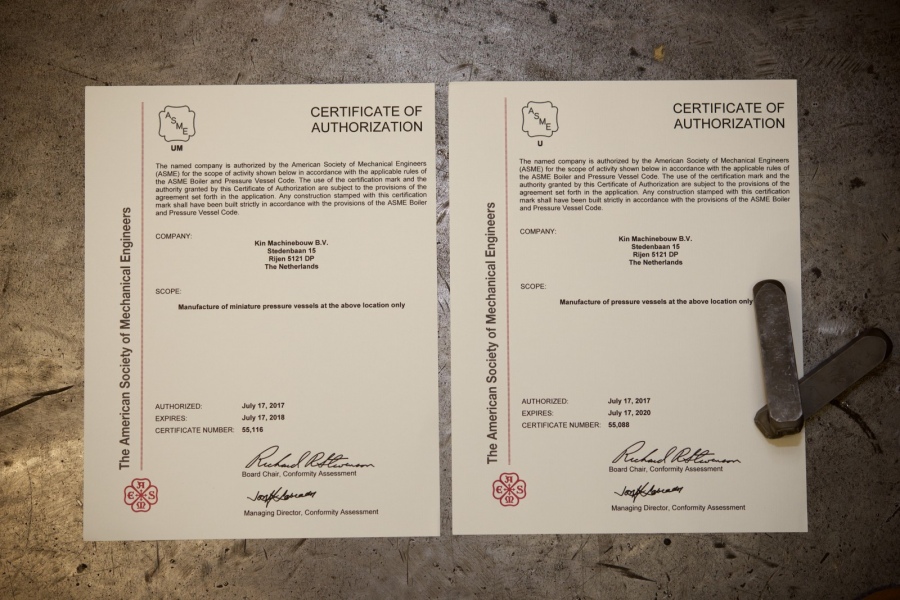 ASME
UM
CERTIFICATE OF
AUTHORIZATION
The named company is authorized by the American Society of Mechanical Engineers
(ASME) for the scope of activity shown below in accordance with the applicable rules of
the ASME Boiler and Pressure Vessel Code. The use of the certification mark and the
authority granted by this Certificate of Authorization are subject to the provisions of the
agreement set forth in the application. Any construction stamped with this certification
mark shall have been built strictly in accordance with the provisions of the ASME Boiler
and Pressure Vessel Code.
COMPANY:
Kin Machinebouw B.V.
Stedenbaan 15
Rijen 5121 DP
The Netherlands
SCOPE:
Manufacture of miniature pressure vessels at the above location only
AUTHORIZED: July 17, 2017
EXPIRES: July 17, 2018
CERTIFICATE NUMBER: 55,116
Board Chair, Conformity Assessment
Managing Director, Conformity Assessment
The American Society of Mechanical Engineers
ASME
ASME
U
CERTIFICATE OF
AUTHORIZATION
The named company is authorized by the American Society of Mechanical Engineers
(ASME) for the scope of activity shown below in accordance with the applicable rules of
the ASME Boiler and Pressure Vessel Code. The use of the certification mark and the
authority granted by this Certificate of Authorization are subject to the provisions of the
agreement set forth in the application. Any construction stamped with this certification
mark shall have been built strictly in accordance with the provisions of the ASME Boiler
and Pressure Vessel Code.
COMPANY:
Kin Machinebouw B.V.
Stedenbaan 15
Rijen 5121 DP
The Netherlands
SCOPE:
Manufacture of pressure vessels at the above location only
AUTHORIZED: July 17, 2017
EXPIRES: July 17, 2020
CERTIFICATE NUMBER: 55,088
Board Chair, Conformity Assessment
Managing Director, Conformity Assessment
The American Society of Mechanical Engineers
ASME